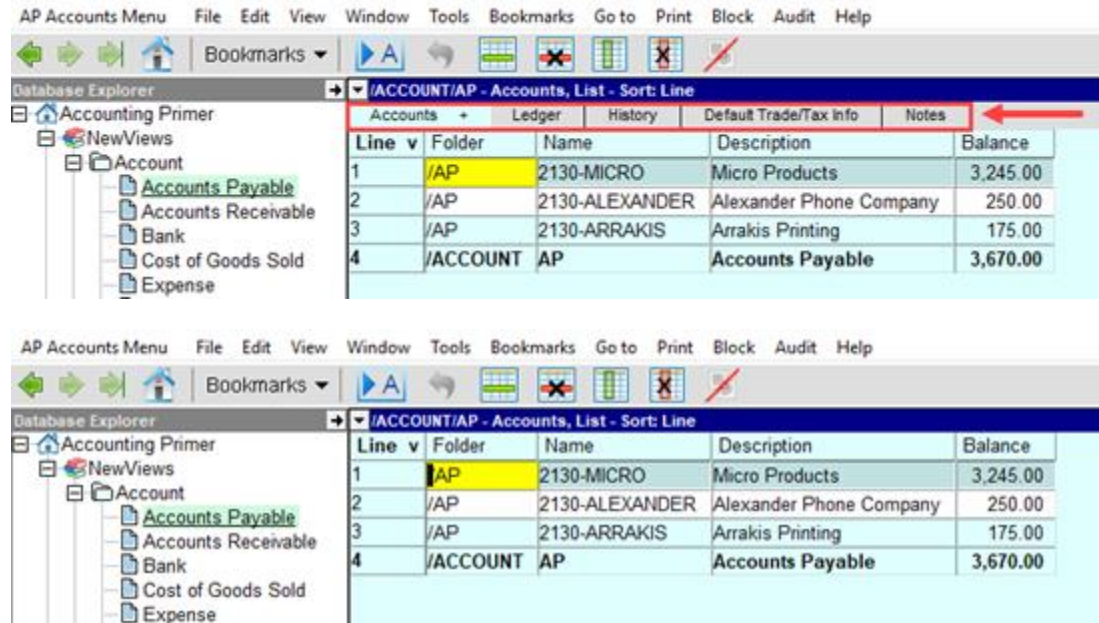 AP Accounts Menu File Edit View Window Tools Bookmarks Go to Print Block Audit Help
Bookmarks A
Database Explorer /ACCOUNT/AP - Accounts, List - Sort: Line
Accounting Primer Accounts + Ledger History Default Trade/Tax Info Notes
NewViews Line v Folder Name Description Balance
Account 1 /AP 2130-MICRO Micro Products 3,245.00
Accounts Payable 2 /AP 2130-ALEXANDER Alexander Phone Company 250.00
Accounts Receivable 3 /AP 2130-ARRAKIS Arrakis Printing 175.00
Bank
Cost of Goods Sold 4 /ACCOUNT AP Accounts Payable 3,670.00
Expense
AP Accounts Menu File Edit View Window Tools Bookmarks Go to Print Block Audit Help
Bookmarks A
Database Explorer /ACCOUNT/AP - Accounts, List - Sort: Line
Accounting Primer Line v Folder Name Description Balance
NewViews 1 /AP 2130-MICRO Micro Products 3,245.00
Account 2 /AP 2130-ALEXANDER Alexander Phone Company 250.00
Accounts Payable
Accounts Receivable 3 /AP 2130-ARRAKIS Arrakis Printing 175.00
Bank 4 /ACCOUNT AP Accounts Payable 3,670.00
Cost of Goods Sold
Expense